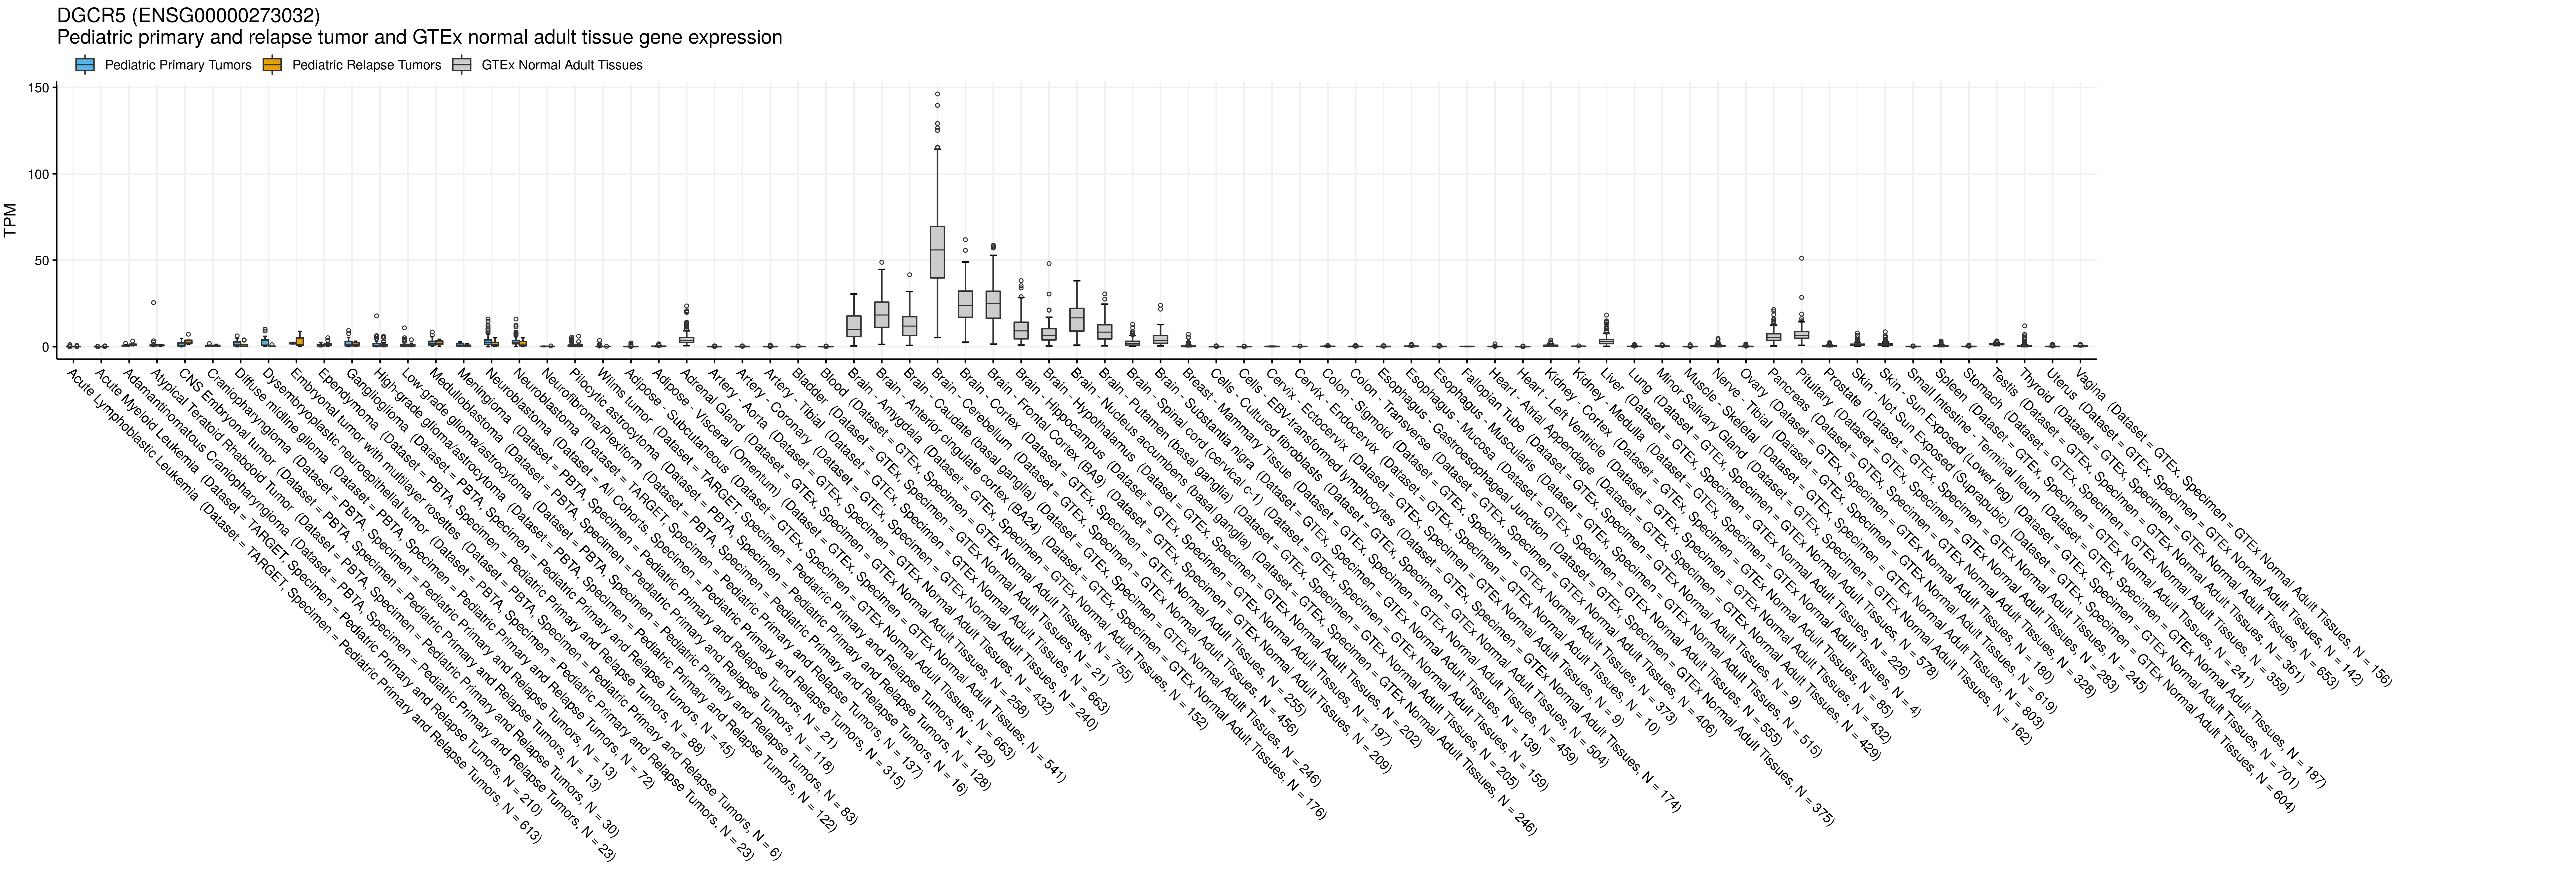 DGCR5 (ENSG00000273032)
Pediatric primary and relapse tumor and GTEx normal adult tissue gene expression
Pediatric Primary Tumors
Pediatric Relapse Tumors
GTEx Normal Adult Tissues
TPM
150
100
50
0
Acute Lymphoblastic Leukemia (Dataset = TARGET, Specimen = Pediatric Primary and Relapse Tumors, N = 613)
Acute Myeloid Leukemia (Dataset = TARGET, Specimen = Pediatric Primary and Relapse Tumors, N = 210)
Adamantinomatous Craniopharyngioma (Dataset = PBTA, Specimen = Pediatric Primary and Relapse Tumors, N = 23)
Atypical Teratoid Rhabdoid Tumor (Dataset = PBTA, Specimen = Pediatric Primary and Relapse Tumors, N = 30)
CNS Embryonal tumor (Dataset = PBTA, Specimen = Pediatric Primary and Relapse Tumors, N = 13)
Craniopharyngioma (Dataset = PBTA, Specimen = Pediatric Primary and Relapse Tumors, N = 13)
Diffuse midline glioma (Dataset = PBTA, Specimen = Pediatric Primary and Relapse Tumors, N = 72)
Dysembryoplastic neuroepithelial tumor (Dataset = PBTA, Specimen = Pediatric Primary and Relapse Tumors, N = 23)
Embryonal tumor with multilayer rosettes (Dataset = PBTA, Specimen = Pediatric Primary and Relapse Tumors, N = 6)
Ependymoma (Dataset = PBTA, Specimen = Pediatric Primary and Relapse Tumors, N = 88)
Ganglioglioma (Dataset = PBTA, Specimen = Pediatric Primary and Relapse Tumors, N = 45)
High-grade glioma/astrocytoma (Dataset = PBTA, Specimen = Pediatric Primary and Relapse Tumors, N = 122)
Low-grade glioma/astrocytoma (Dataset = PBTA, Specimen = Pediatric Primary and Relapse Tumors, N = 83)
Medulloblastoma (Dataset = PBTA, Specimen = Pediatric Primary and Relapse Tumors, N = 118)
Meningioma (Dataset = PBTA, Specimen = Pediatric Primary and Relapse Tumors, N = 21)
Neuroblastoma (Dataset = All Cohorts, Specimen = Pediatric Primary and Relapse Tumors, N = 315)
Neuroblastoma (Dataset = TARGET, Specimen = Pediatric Primary and Relapse Tumors, N = 137)
Neurofibroma/Plexiform (Dataset = PBTA, Specimen = Pediatric Primary and Relapse Tumors, N = 16)
Pilocytic astrocytoma (Dataset = PBTA, Specimen = Pediatric Primary and Relapse Tumors, N = 128)
Wilms tumor (Dataset = TARGET, Specimen = Pediatric Primary and Relapse Tumors, N = 129)
Adipose - Subcutaneous (Dataset = GTEx, Specimen = GTEx Normal Adult Tissues, N = 663)
Adipose - Visceral (Omentum) (Dataset = GTEx, Specimen = GTEx Normal Adult Tissues, N = 541)
Adrenal Gland (Dataset = GTEx, Specimen = GTEx Normal Adult Tissues, N = 258)
Artery - Aorta (Dataset = GTEx, Specimen = GTEx Normal Adult Tissues, N = 432)
Artery - Coronary (Dataset = GTEx, Specimen = GTEx Normal Adult Tissues, N = 240)
Artery - Tibial (Dataset = GTEx, Specimen = GTEx Normal Adult Tissues, N = 663)
Bladder (Dataset = GTEx, Specimen = GTEx Normal Adult Tissues, N = 21)
Blood (Dataset = GTEx, Specimen = GTEx Normal Adult Tissues, N = 755)
Brain - Amygdala (Dataset = GTEx, Specimen = GTEx Normal Adult Tissues, N = 152)
Brain - Anterior cingulate cortex (BA24) (Dataset = GTEx, Specimen = GTEx Normal Adult Tissues, N = 176)
Brain - Caudate (basal ganglia) (Dataset = GTEx, Specimen = GTEx Normal Adult Tissues, N = 246)
Brain - Cerebellum (Dataset = GTEx, Specimen = GTEx Normal Adult Tissues, N = 456)
Brain - Cortex (Dataset = GTEx, Specimen = GTEx Normal Adult Tissues, N = 255)
Brain - Frontal Cortex (BA9) (Dataset = GTEx, Specimen = GTEx Normal Adult Tissues, N = 209)
Brain - Hippocampus (Dataset = GTEx, Specimen = GTEx Normal Adult Tissues, N = 197)
Brain - Hypothalamus (Dataset = GTEx, Specimen = GTEx Normal Adult Tissues, N = 202)
Brain - Nucleus accumbens (basal ganglia) (Dataset = GTEx, Specimen = GTEx Normal Adult Tissues, N = 246)
Brain - Putamen (basal ganglia) (Dataset = GTEx, Specimen = GTEx Normal Adult Tissues, N = 205)
Brain - Spinal cord (cervical c-1) (Dataset = GTEx, Specimen = GTEx Normal Adult Tissues, N = 159)
Brain - Substantia nigra (Dataset = GTEx, Specimen = GTEx Normal Adult Tissues, N = 139)
Breast - Mammary Tissue (Dataset = GTEx, Specimen = GTEx Normal Adult Tissues, N = 459)
Cells - Cultured fibroblasts (Dataset = GTEx, Specimen = GTEx Normal Adult Tissues, N = 504)
Cells - EBV-transformed lymphocytes (Dataset = GTEx, Specimen = GTEx Normal Adult Tissues, N = 174)
Cervix - Ectocervix (Dataset = GTEx, Specimen = GTEx Normal Adult Tissues, N = 9)
Cervix - Endocervix (Dataset = GTEx, Specimen = GTEx Normal Adult Tissues, N = 10)
Colon - Sigmoid (Dataset = GTEx, Specimen = GTEx Normal Adult Tissues, N = 373)
Colon - Transverse (Dataset = GTEx, Specimen = GTEx Normal Adult Tissues, N = 406)
Esophagus - Gastroesophageal Junction (Dataset = GTEx, Specimen = GTEx Normal Adult Tissues, N = 375)
Esophagus - Mucosa (Dataset = GTEx, Specimen = GTEx Normal Adult Tissues, N = 555)
Esophagus - Muscularis (Dataset = GTEx, Specimen = GTEx Normal Adult Tissues, N = 515)
Fallopian Tube (Dataset = GTEx, Specimen = GTEx Normal Adult Tissues, N = 9)
Heart - Atrial Appendage (Dataset = GTEx, Specimen = GTEx Normal Adult Tissues, N = 429)
Heart - Left Ventricle (Dataset = GTEx, Specimen = GTEx Normal Adult Tissues, N = 432)
Kidney - Cortex (Dataset = GTEx, Specimen = GTEx Normal Adult Tissues, N = 85)
Kidney - Medulla (Dataset = GTEx, Specimen = GTEx Normal Adult Tissues, N = 4)
Liver (Dataset = GTEx, Specimen = GTEx Normal Adult Tissues, N = 226)
Lung (Dataset = GTEx, Specimen = GTEx Normal Adult Tissues, N = 578)
Minor Salivary Gland (Dataset = GTEx, Specimen = GTEx Normal Adult Tissues, N = 162)
Muscle - Skeletal (Dataset = GTEx, Specimen = GTEx Normal Adult Tissues, N = 803)
Nerve - Tibial (Dataset = GTEx, Specimen = GTEx Normal Adult Tissues, N = 619)
Ovary (Dataset = GTEx, Specimen = GTEx Normal Adult Tissues, N = 180)
Pancreas (Dataset = GTEx, Specimen = GTEx Normal Adult Tissues, N = 328)
Pituitary (Dataset = GTEx, Specimen = GTEx Normal Adult Tissues, N = 283)
Prostate (Dataset = GTEx, Specimen = GTEx Normal Adult Tissues, N = 245)
Skin - Not Sun Exposed (Suprapubic) (Dataset = GTEx, Specimen = GTEx Normal Adult Tissues, N = 604)
Skin - Sun Exposed (Lower leg) (Dataset = GTEx, Specimen = GTEx Normal Adult Tissues, N = 701)
Small Intestine - Terminal Ileum (Dataset = GTEx, Specimen = GTEx Normal Adult Tissues, N = 187)
Spleen (Dataset = GTEx, Specimen = GTEx Normal Adult Tissues, N = 241)
Stomach (Dataset = GTEx, Specimen = GTEx Normal Adult Tissues, N = 359)
Testis (Dataset = GTEx, Specimen = GTEx Normal Adult Tissues, N = 361)
Thyroid (Dataset = GTEx, Specimen = GTEx Normal Adult Tissues, N = 653)
Uterus (Dataset = GTEx, Specimen = GTEx Normal Adult Tissues, N = 142)
Vagina (Dataset = GTEx, Specimen = GTEx Normal Adult Tissues, N = 156)